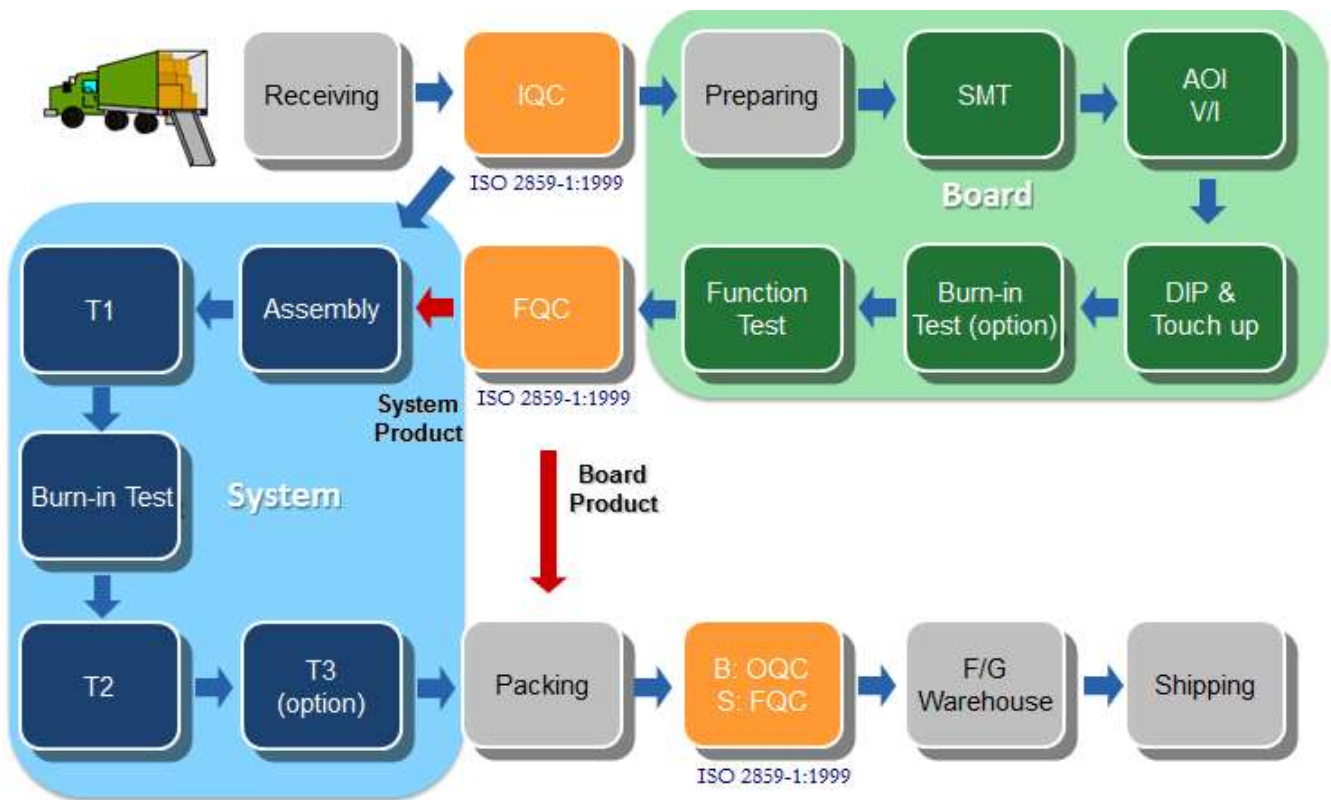 Receiving
IQC
ISO 2859-1:1999
Preparing
SMT
AOI
V/I
Board
T1
Assembly
FQC
ISO 2859-1:1999
Function
Test
Burn-in
Test (option)
DIP &
Touch up
System
Product
Burn-in Test
System
Board
Product
T2
T3
(option)
Packing
B: OQC
S: FQC
ISO 2859-1:1999
F/G
Warehouse
Shipping